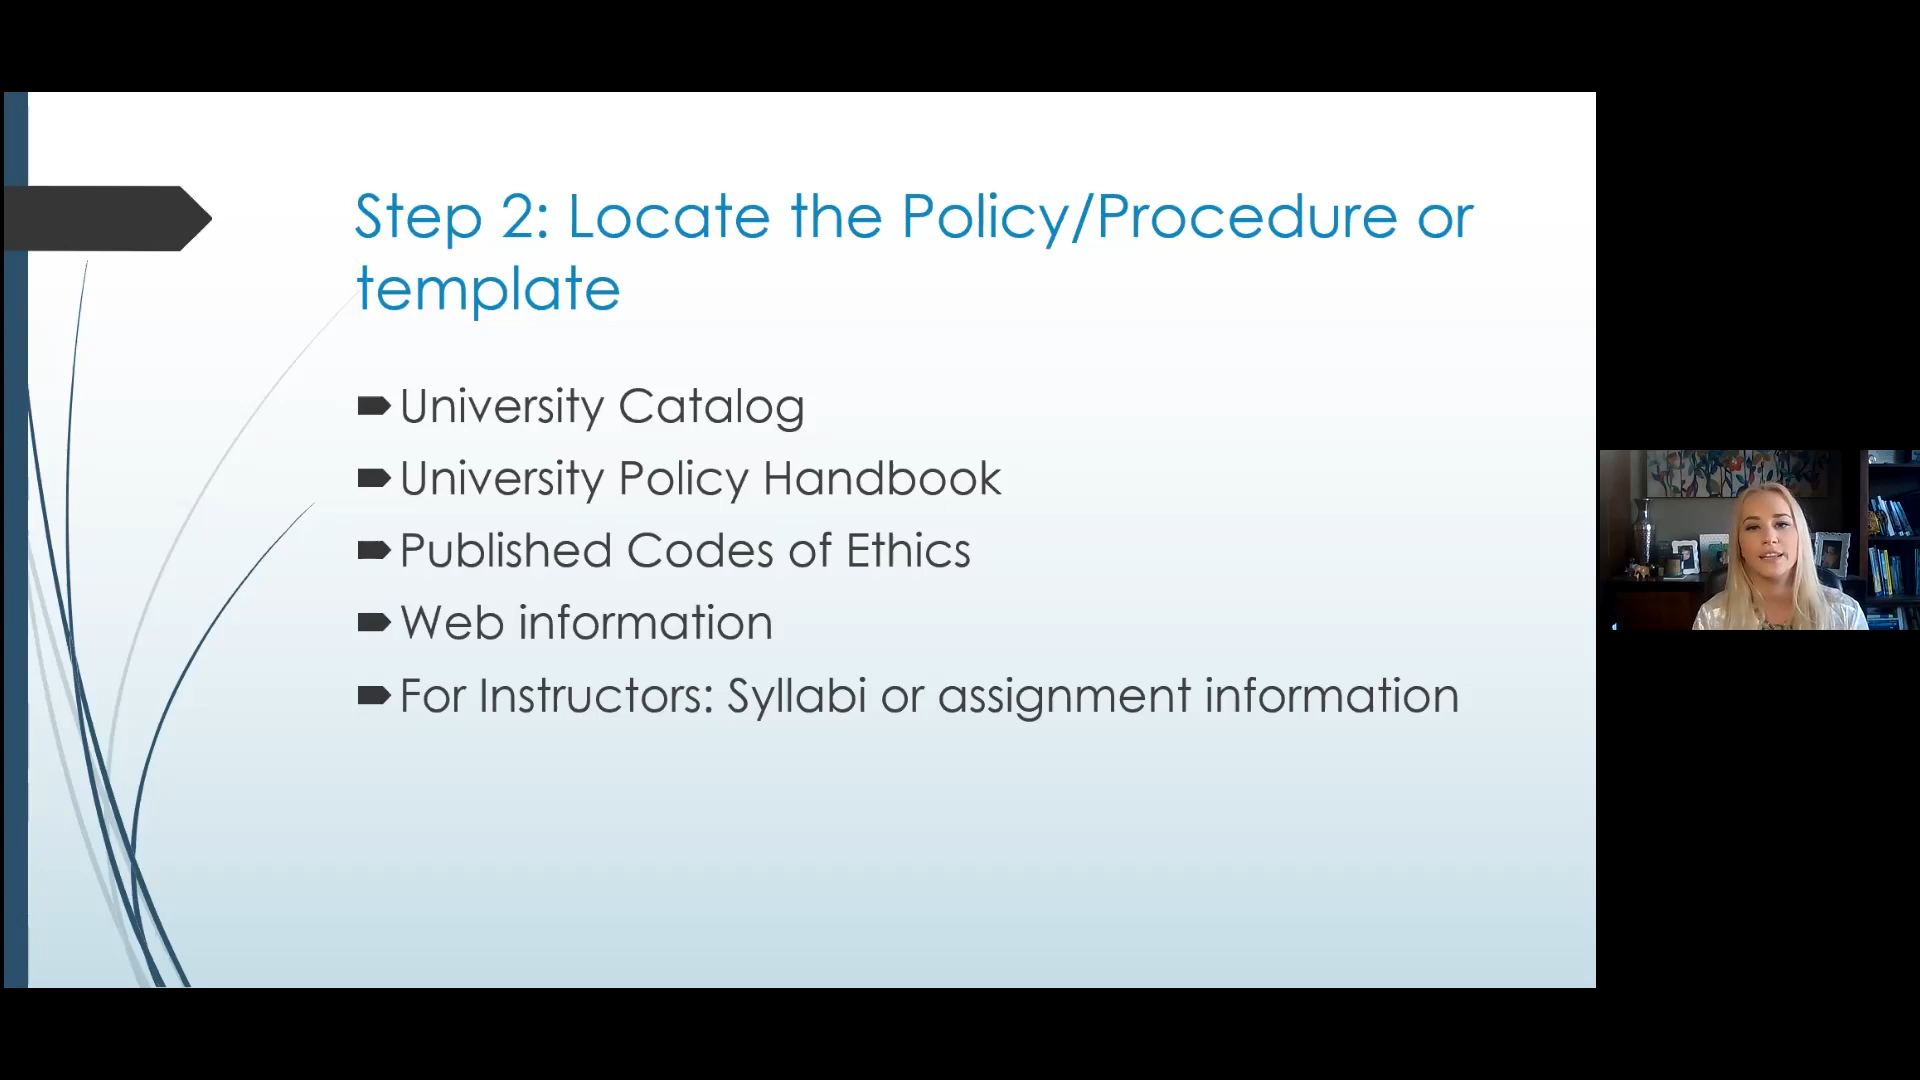 Step 2: Locate the Policy/Procedure or
template
University Catalog
University Policy Handbook
Published Codes of Ethics
Web information
For Instructors: Syllabi or assignment information